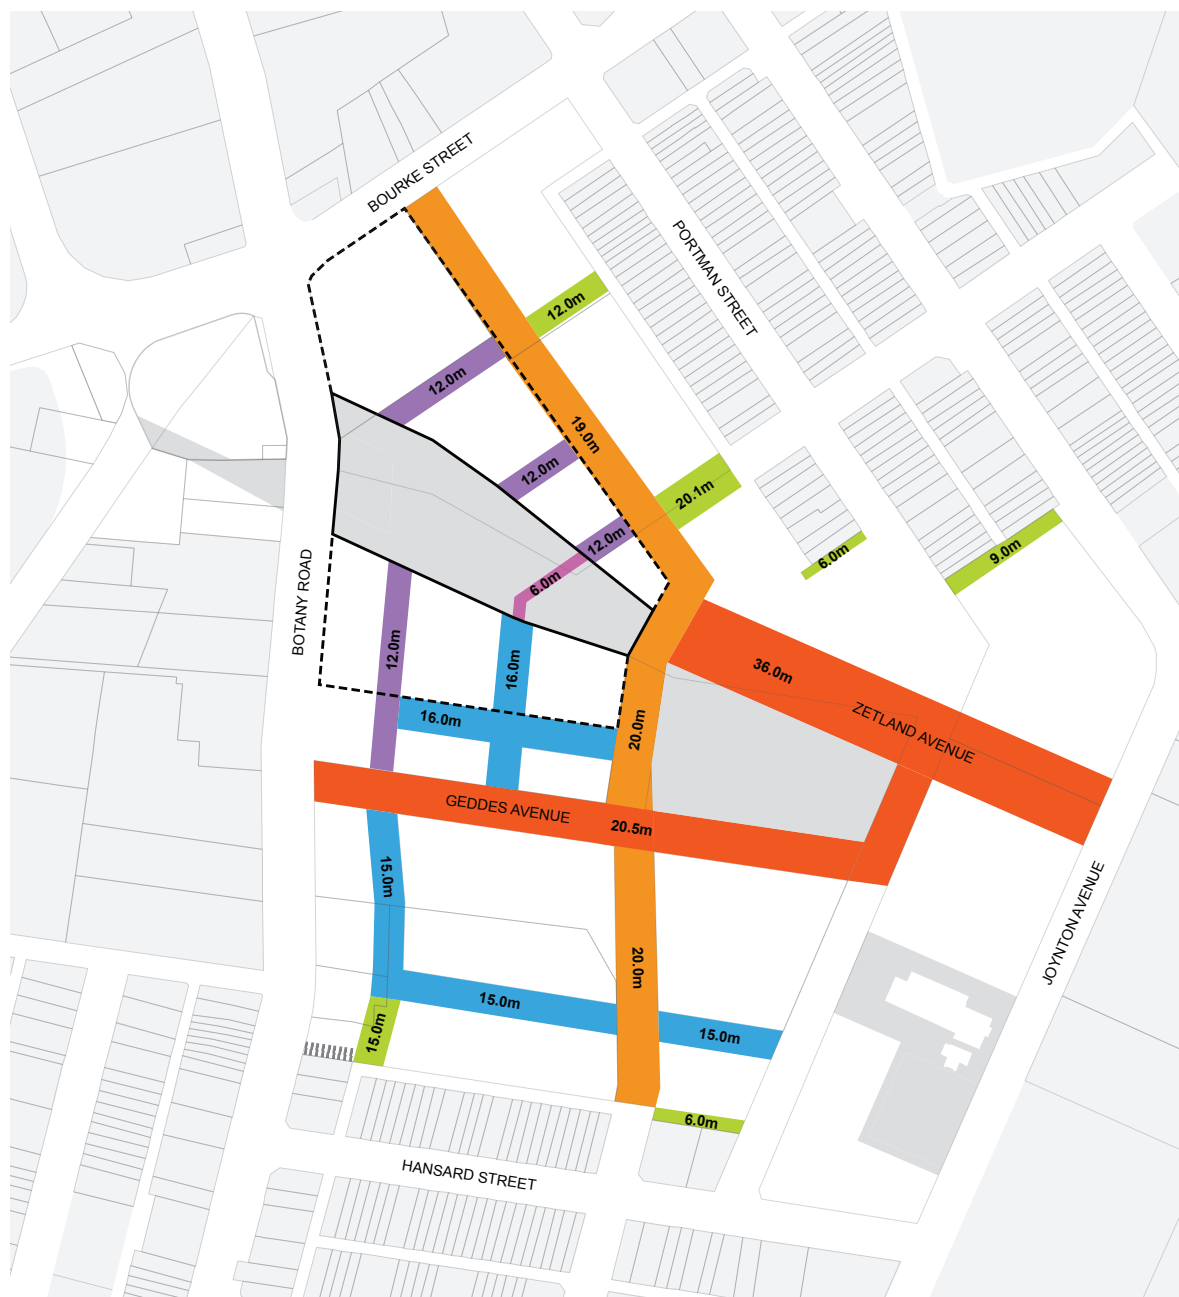 BOURKE STREET
PORTMAN STREET
12.0m
12.0m
19.0m
12.0m
20.1m
12.0m
6.0m
9.0m
6.0m
BOTANY ROAD
12.0m
16.0m
36.0m
16.0m
20.0m
ZETLAND AVENUE
GEDDES AVENUE
20.5m
15.0m
JOYNTON AVENUE
20.0m
15.0m
15.0m
15.0m
6.0m
HANSARD STREET